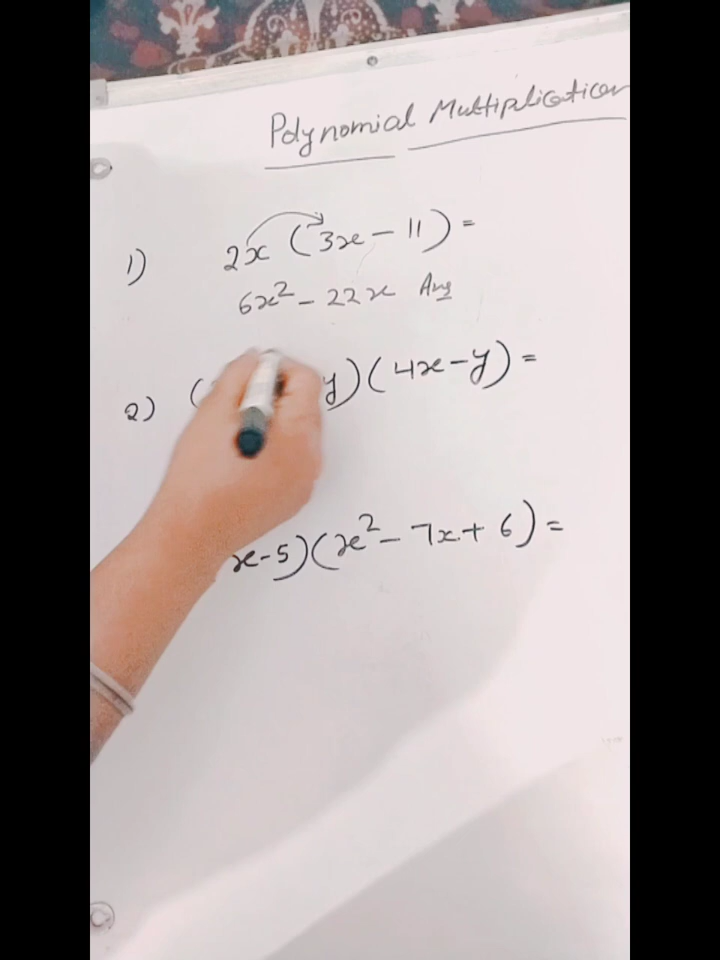 Polynomial Multiplication
1) 2x (3x - 11) =
6x² - 22x Ans
2) ( y)(4x - y) =
x - 5)(x² - 7x + 6) =